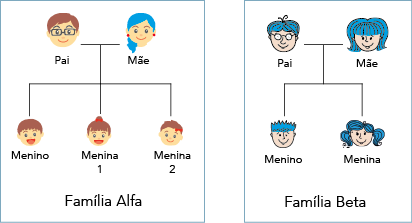 Pai
Mãe
Menino
Menina
1
Menina
2
Família Alfa
Pai
Mãe
Menino
Menina
Família Beta